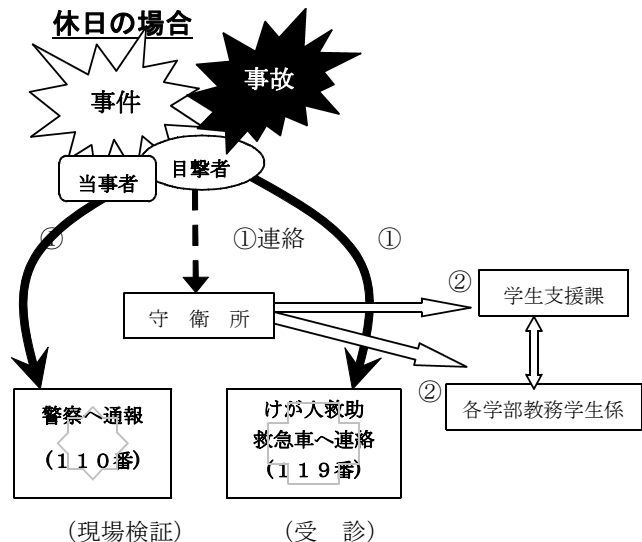 休日の場合
事件
事故
当事者
目撃者
①
①連絡
①
守　衛　所
②
学生支援課
②
各学部教務学生係
警察へ通報
（１１０番）
けが人救助
救急車へ連絡
（１１９番）
（現場検証）
（受　診）